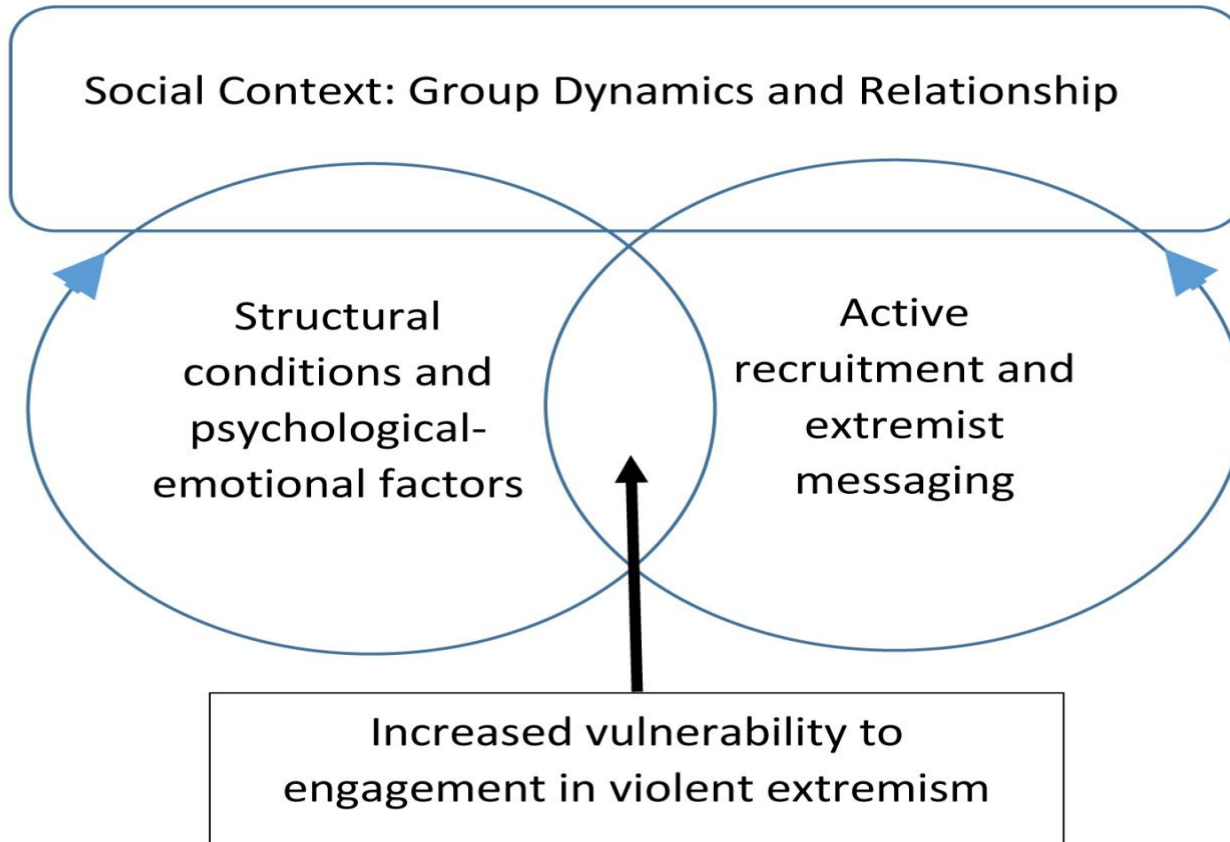 Social Context: Group Dynamics and Relationship
Structural
conditions and
psychological-
emotional factors
Active
recruitment and
extremist
messaging
Increased vulnerability to
engagement in violent extremism